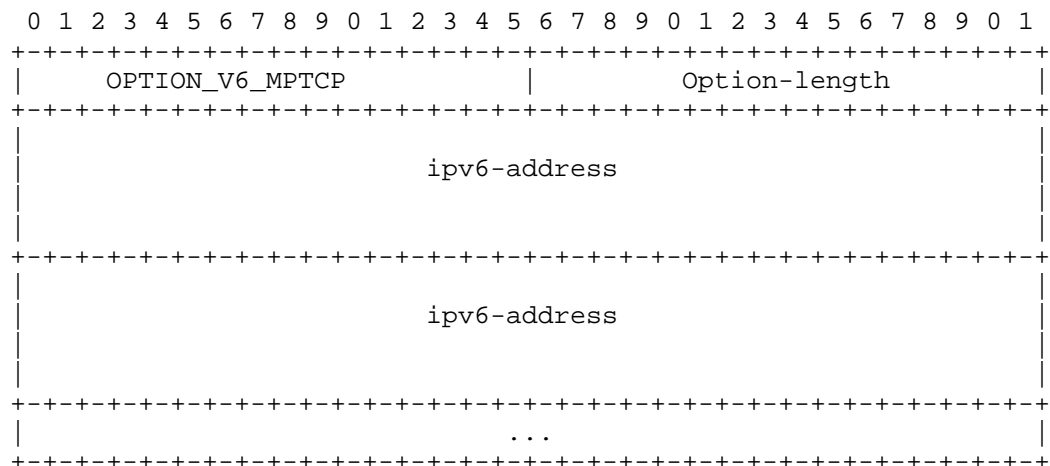 0 1 2 3 4 5 6 7 8 9 0 1 2 3 4 5 6 7 8 9 0 1 2 3 4 5 6 7 8 9 0 1
+-+-+-+-+-+-+-+-+-+-+-+-+-+-+-+-+-+-+-+-+-+-+-+-+-+-+-+-+-+-+-+-+
|     OPTION_V6_MPTCP           |         Option-length         |
+-+-+-+-+-+-+-+-+-+-+-+-+-+-+-+-+-+-+-+-+-+-+-+-+-+-+-+-+-+-+-+-+
|                                                               |
|                         ipv6-address                          |
|                                                               |
|                                                               |
+-+-+-+-+-+-+-+-+-+-+-+-+-+-+-+-+-+-+-+-+-+-+-+-+-+-+-+-+-+-+-+-+
|                                                               |
|                         ipv6-address                          |
|                                                               |
|                                                               |
+-+-+-+-+-+-+-+-+-+-+-+-+-+-+-+-+-+-+-+-+-+-+-+-+-+-+-+-+-+-+-+-+
|                              ...                              |
+-+-+-+-+-+-+-+-+-+-+-+-+-+-+-+-+-+-+-+-+-+-+-+-+-+-+-+-+-+-+-+-+